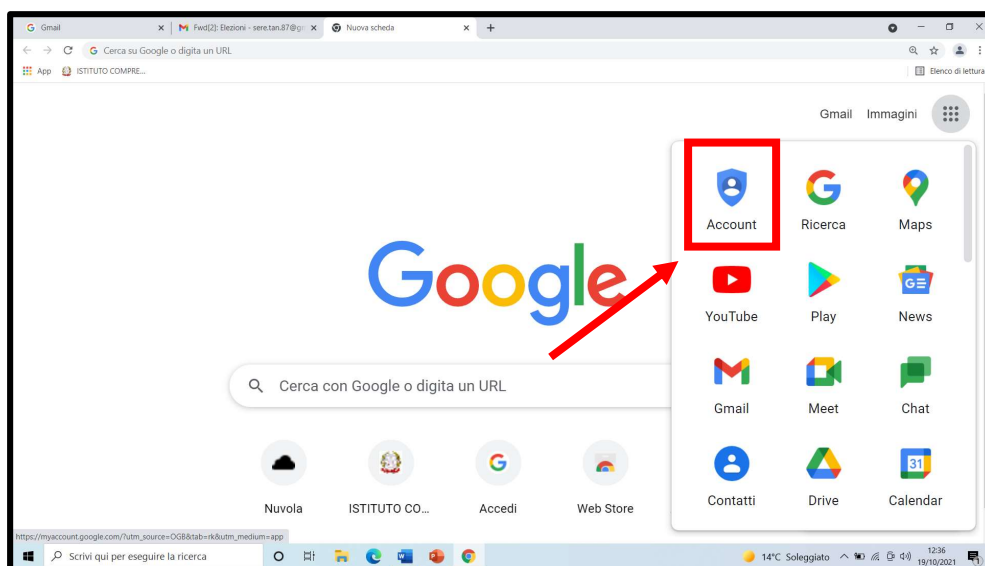 Gmail
Fwd[2]: Elezioni - sere.tan.87@g
Nuova scheda
Cerca su Google o digita un URL
App
ISTITUTO COMPRE...
Elenco di lettura
Gmail Immagini
Account Ricerca Maps
Google
YouTube Play News
GE
Cerca con Google o digita un URL
Gmail Meet Chat
31
Contatti Drive Calendar
Nuvola ISTITUTO CO... Accedi Web Store
https://myaccount.google.com/?utm_source=OGB&tab=rk&utm_medium=app
Scrivi qui per eseguire la ricerca
14°C Soleggiato
12:36
19/10/2021